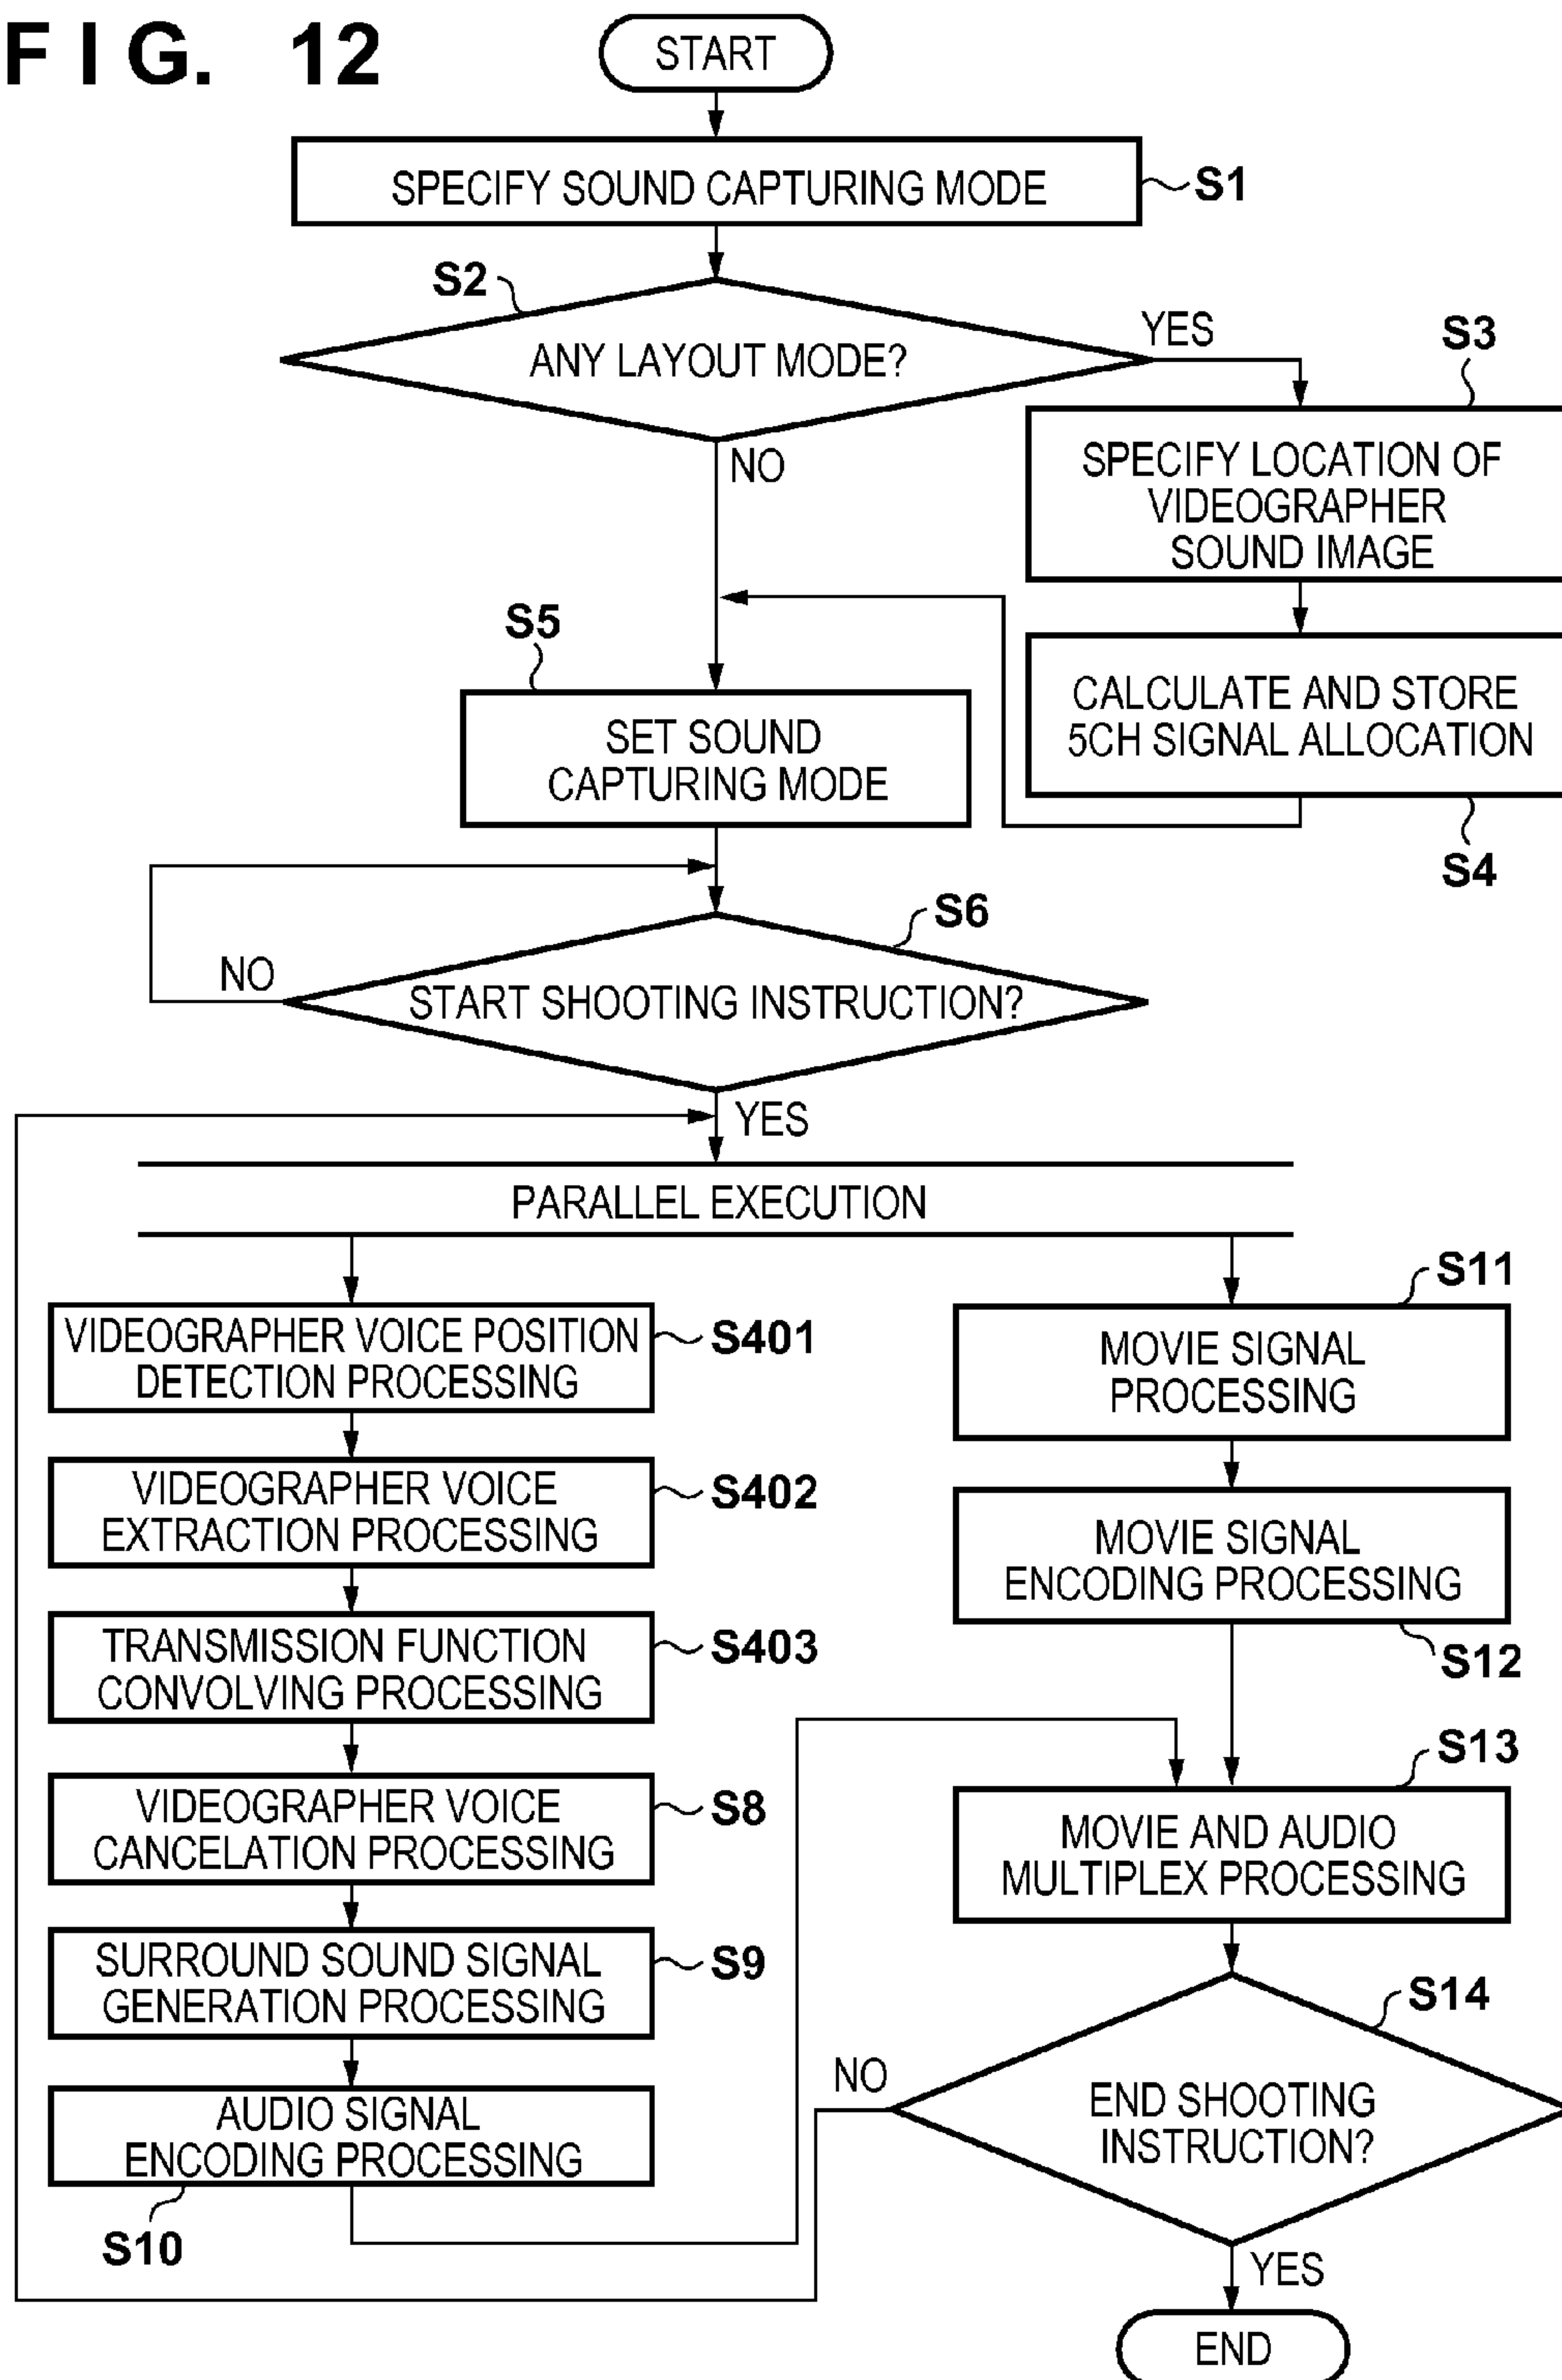 FIG. 12
START
SPECIFY SOUND CAPTURING MODE
S1
S2
ANY LAYOUT MODE?
YES
NO
S3
SPECIFY LOCATION OF
VIDEOGRAPHER
SOUND IMAGE
CALCULATE AND STORE
5CH SIGNAL ALLOCATION
S4
S5
SET SOUND
CAPTURING MODE
S6
START SHOOTING INSTRUCTION?
NO
YES
PARALLEL EXECUTION
VIDEOGRAPHER VOICE POSITION
DETECTION PROCESSING
S401
VIDEOGRAPHER VOICE
EXTRACTION PROCESSING
S402
TRANSMISSION FUNCTION
CONVOLVING PROCESSING
S403
VIDEOGRAPHER VOICE
CANCELATION PROCESSING
S8
SURROUND SOUND SIGNAL
GENERATION PROCESSING
S9
AUDIO SIGNAL
ENCODING PROCESSING
S10
S11
MOVIE SIGNAL
PROCESSING
MOVIE SIGNAL
ENCODING PROCESSING
S12
S13
MOVIE AND AUDIO
MULTIPLEX PROCESSING
S14
END SHOOTING
INSTRUCTION?
NO
YES
END